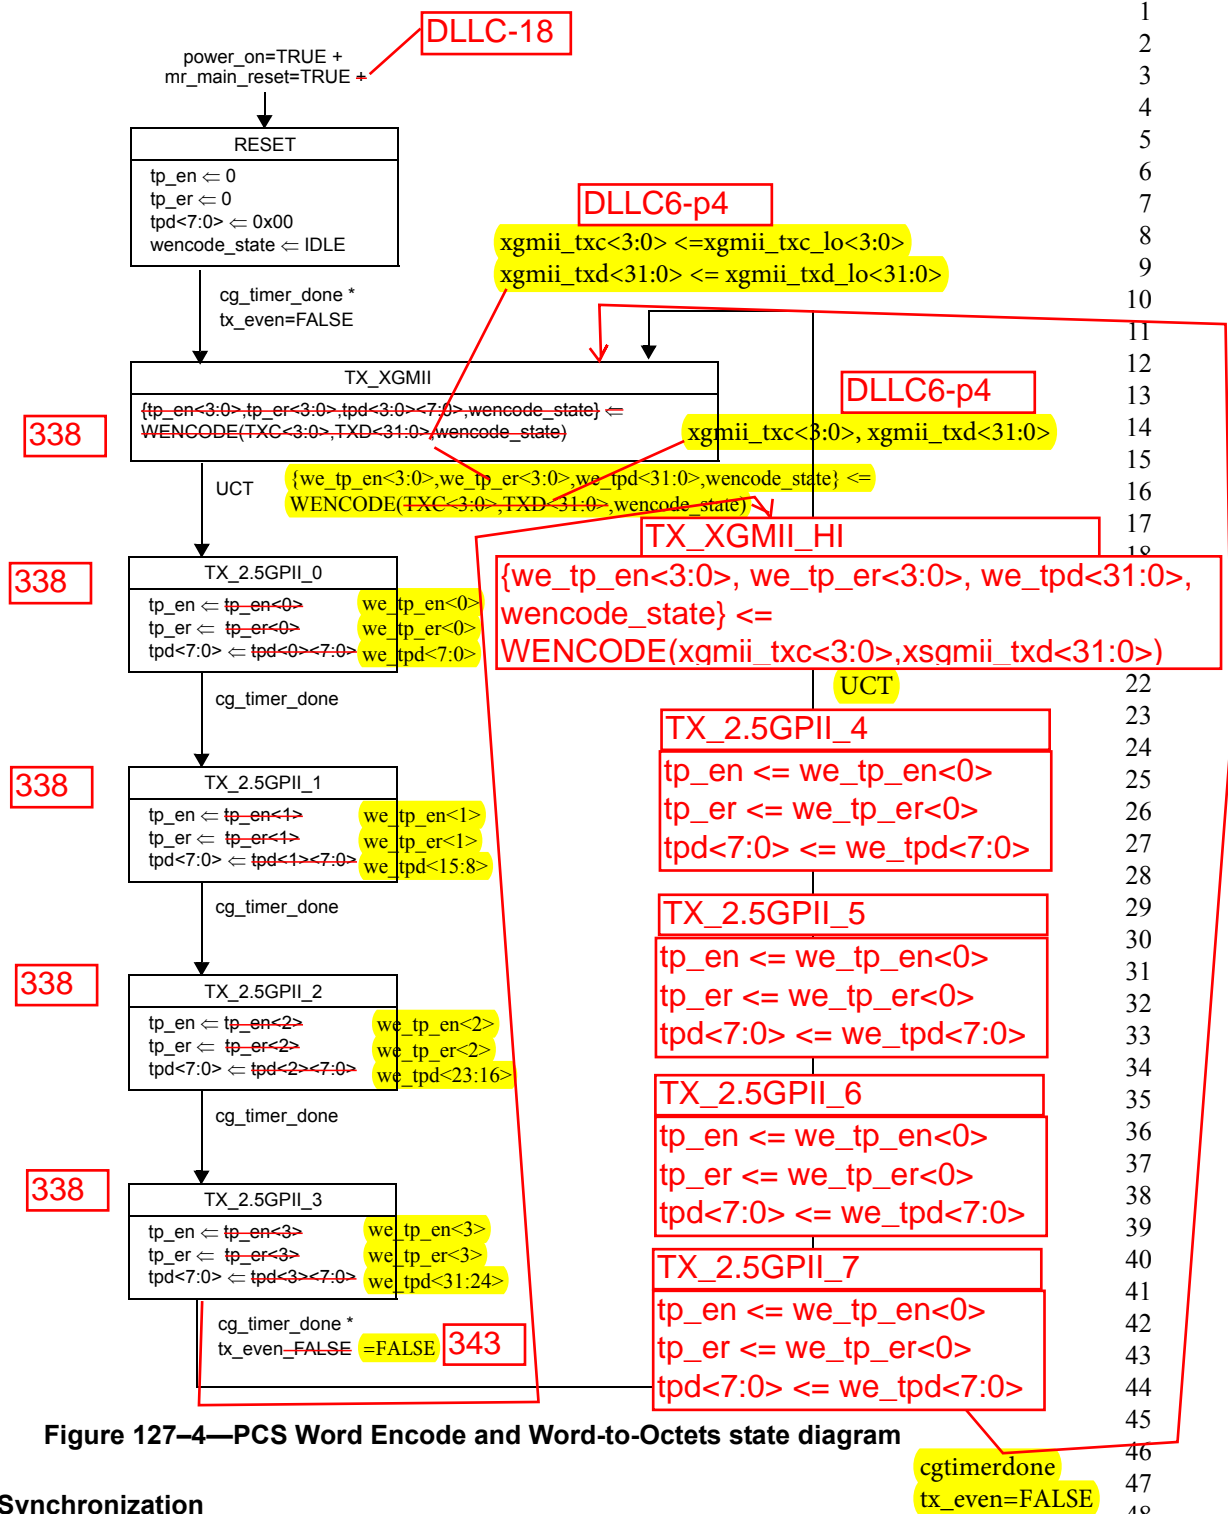 DLLC-18
power_on=TRUE +
mr_main_reset=TRUE +
RESET
tp_en ⇐ 0
tp_er ⇐ 0
tpd<7:0> ⇐ 0x00
wencode_state ⇐ IDLE
cg_timer_done *
tx_even=FALSE
DLLC6-p4
xgmii_txc<3:0> <=xgmii_txc_lo<3:0>
xgmii_txd<31:0> <= xgmii_txd_lo<31:0>
TX_XGMII
{tp_en<3:0>,tp_er<3:0>,tpd<3:0><7:0>,wencode_state} ⇐
WENCODE(TXC<3:0>,TXD<31:0>,wencode_state)
338
DLLC6-p4
xgmii_txc<3:0>, xgmii_txd<31:0>
UCT
{we_tp_en<3:0>,we_tp_er<3:0>,we_tpd<31:0>,wencode_state} <=
WENCODE(TXC<3:0>,TXD<31:0>,wencode_state)
338
TX_2.5GPII_0
tp_en ⇐ tp_en<0> we_tp_en<0>
tp_er ⇐ tp_er<0> we_tp_er<0>
tpd<7:0> ⇐ tpd<0><7:0> we_tpd<7:0>
cg_timer_done
338
TX_2.5GPII_1
tp_en ⇐ tp_en<1> we_tp_en<1>
tp_er ⇐ tp_er<1> we_tp_er<1>
tpd<7:0> ⇐ tpd<1><7:0> we_tpd<15:8>
cg_timer_done
338
TX_2.5GPII_2
tp_en ⇐ tp_en<2> we_tp_en<2>
tp_er ⇐ tp_er<2> we_tp_er<2>
tpd<7:0> ⇐ tpd<2><7:0> we_tpd<23:16>
cg_timer_done
338
TX_2.5GPII_3
tp_en ⇐ tp_en<3> we_tp_en<3>
tp_er ⇐ tp_er<3> we_tp_er<3>
tpd<7:0> ⇐ tpd<3><7:0> we_tpd<31:24>
cg_timer_done *
tx_even_FALSE =FALSE 343
TX_XGMII_HI
{we_tp_en<3:0>, we_tp_er<3:0>, we_tpd<31:0>,
wencode_state} <=
WENCODE(xgmii_txc<3:0>,xsgmii_txd<31:0>)
UCT
TX_2.5GPII_4
tp_en <= we_tp_en<0>
tp_er <= we_tp_er<0>
tpd<7:0> <= we_tpd<7:0>
TX_2.5GPII_5
tp_en <= we_tp_en<0>
tp_er <= we_tp_er<0>
tpd<7:0> <= we_tpd<7:0>
TX_2.5GPII_6
tp_en <= we_tp_en<0>
tp_er <= we_tp_er<0>
tpd<7:0> <= we_tpd<7:0>
TX_2.5GPII_7
tp_en <= we_tp_en<0>
tp_er <= we_tp_er<0>
tpd<7:0> <= we_tpd<7:0>
cgtimerdone
tx_even=FALSE
Figure 127–4—PCS Word Encode and Word-to-Octets state diagram
Synchronization
1
2
3
4
5
6
7
8
9
10
11
12
13
14
15
16
17
18
22
23
24
25
26
27
28
29
30
31
32
33
34
35
36
37
38
39
40
41
42
43
44
45
46
47
48